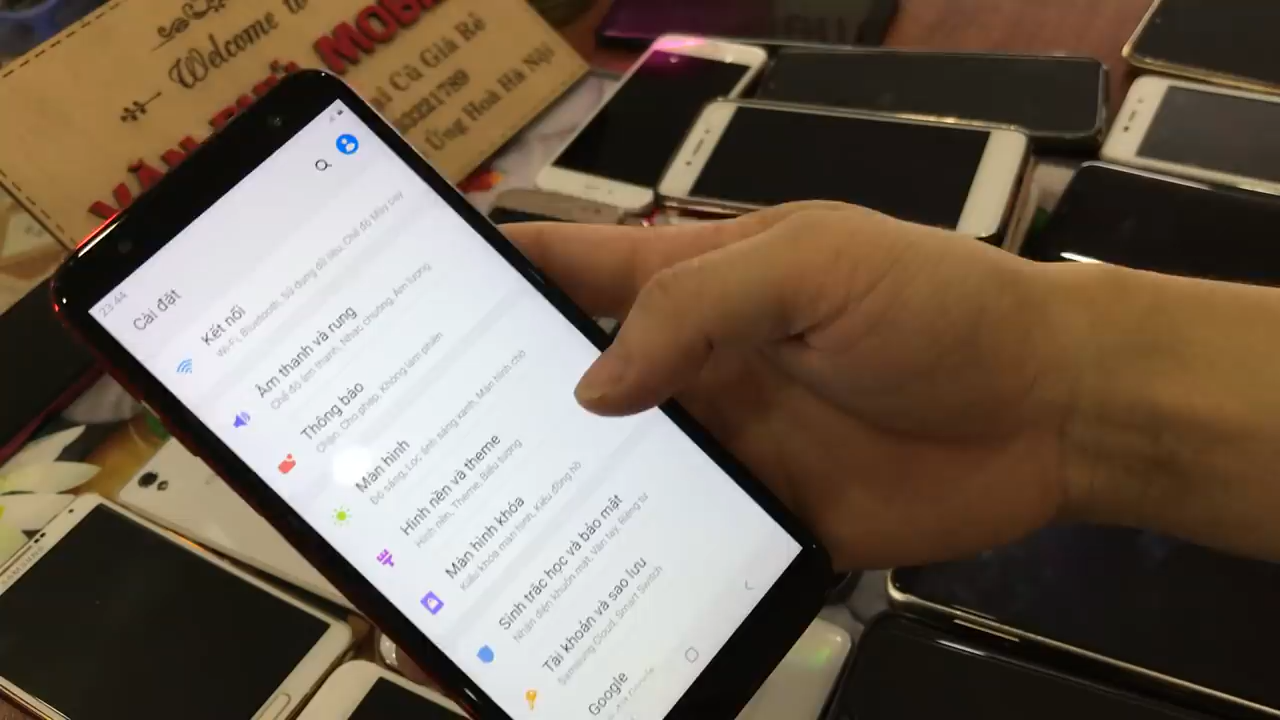 Welcome to
VĂN MOBILE
Cũ Giá Rẻ
Ứng Hoà Hà Nội
23:44
Cài đặt
Kết nối
Wi-Fi, Bluetooth, Sử dụng dữ liệu, Chế độ Máy bay
Âm thanh và rung
Chế độ âm thanh, Nhạc chuông, Âm lượng
Thông báo
Chặn, Cho phép, Không làm phiền
Màn hình
Độ sáng, Lọc ánh sáng xanh, Màn hình chờ
Hình nền và theme
Hình nền, Theme, Biểu tượng
Màn hình khóa
Kiểu khóa màn hình, Kiểu đồng hồ
Sinh trắc học và bảo mật
Nhận diện khuôn mặt, Vân tay, Riêng tư
Tài khoản và sao lưu
Samsung Cloud, Smart Switch
Google
SAMSUNG